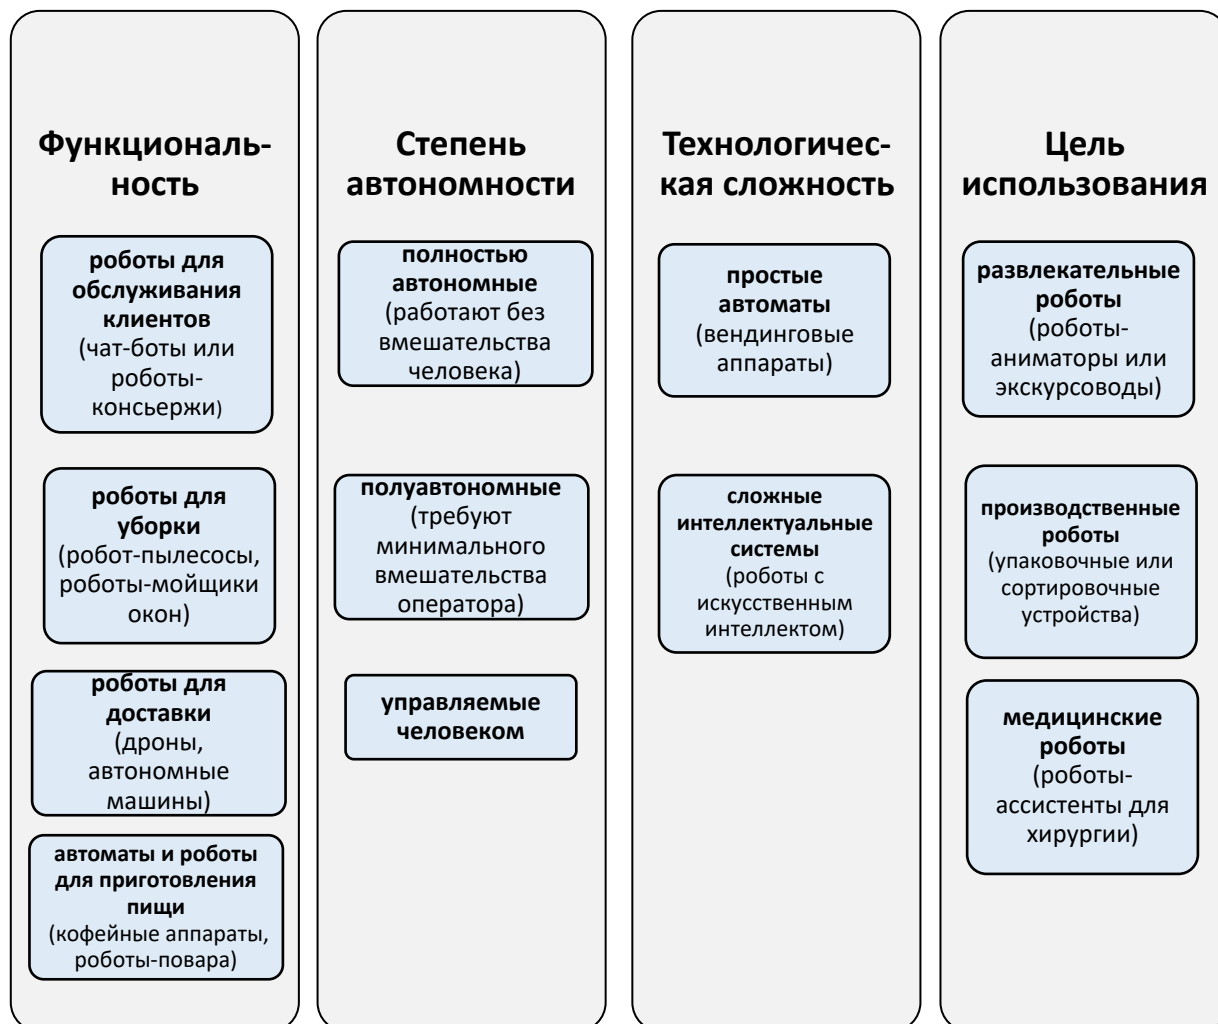 Функциональ-
ность
роботы для
обслуживания
клиентов
(чат-боты или
роботы-
консьержи)
роботы для
уборки
(робот-пылесосы,
роботы-мойщики
окон)
роботы для
доставки
(дроны,
автономные
машины)
автоматы и роботы
для приготовления
пищи
(кофейные аппараты,
роботы-повара)
Степень
автономности
полностью
автономные
(работают без
вмешательства
человека)
полуавтономные
(требуют
минимального
вмешательства
оператора)
управляемые
человеком
Технологичес-
кая сложность
простые
автоматы
(вендинговые
аппараты)
сложные
интеллектуальные
системы
(роботы с
искусственным
интеллектом)
Цель
использования
развлекательные
роботы
(роботы-
аниматоры или
экскурсоводы)
производственные
роботы
(упаковочные или
сортировочные
устройства)
медицинские
роботы
(роботы-
ассистенты для
хирургии)